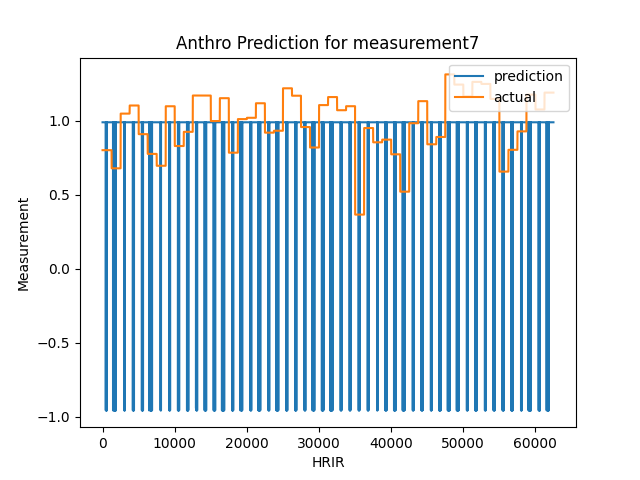 Anthro Prediction for measurement7
prediction
actual
1.0
0.5
0.0
−0.5
−1.0
Measurement
0 10000 20000 30000 40000 50000 60000
HRIR